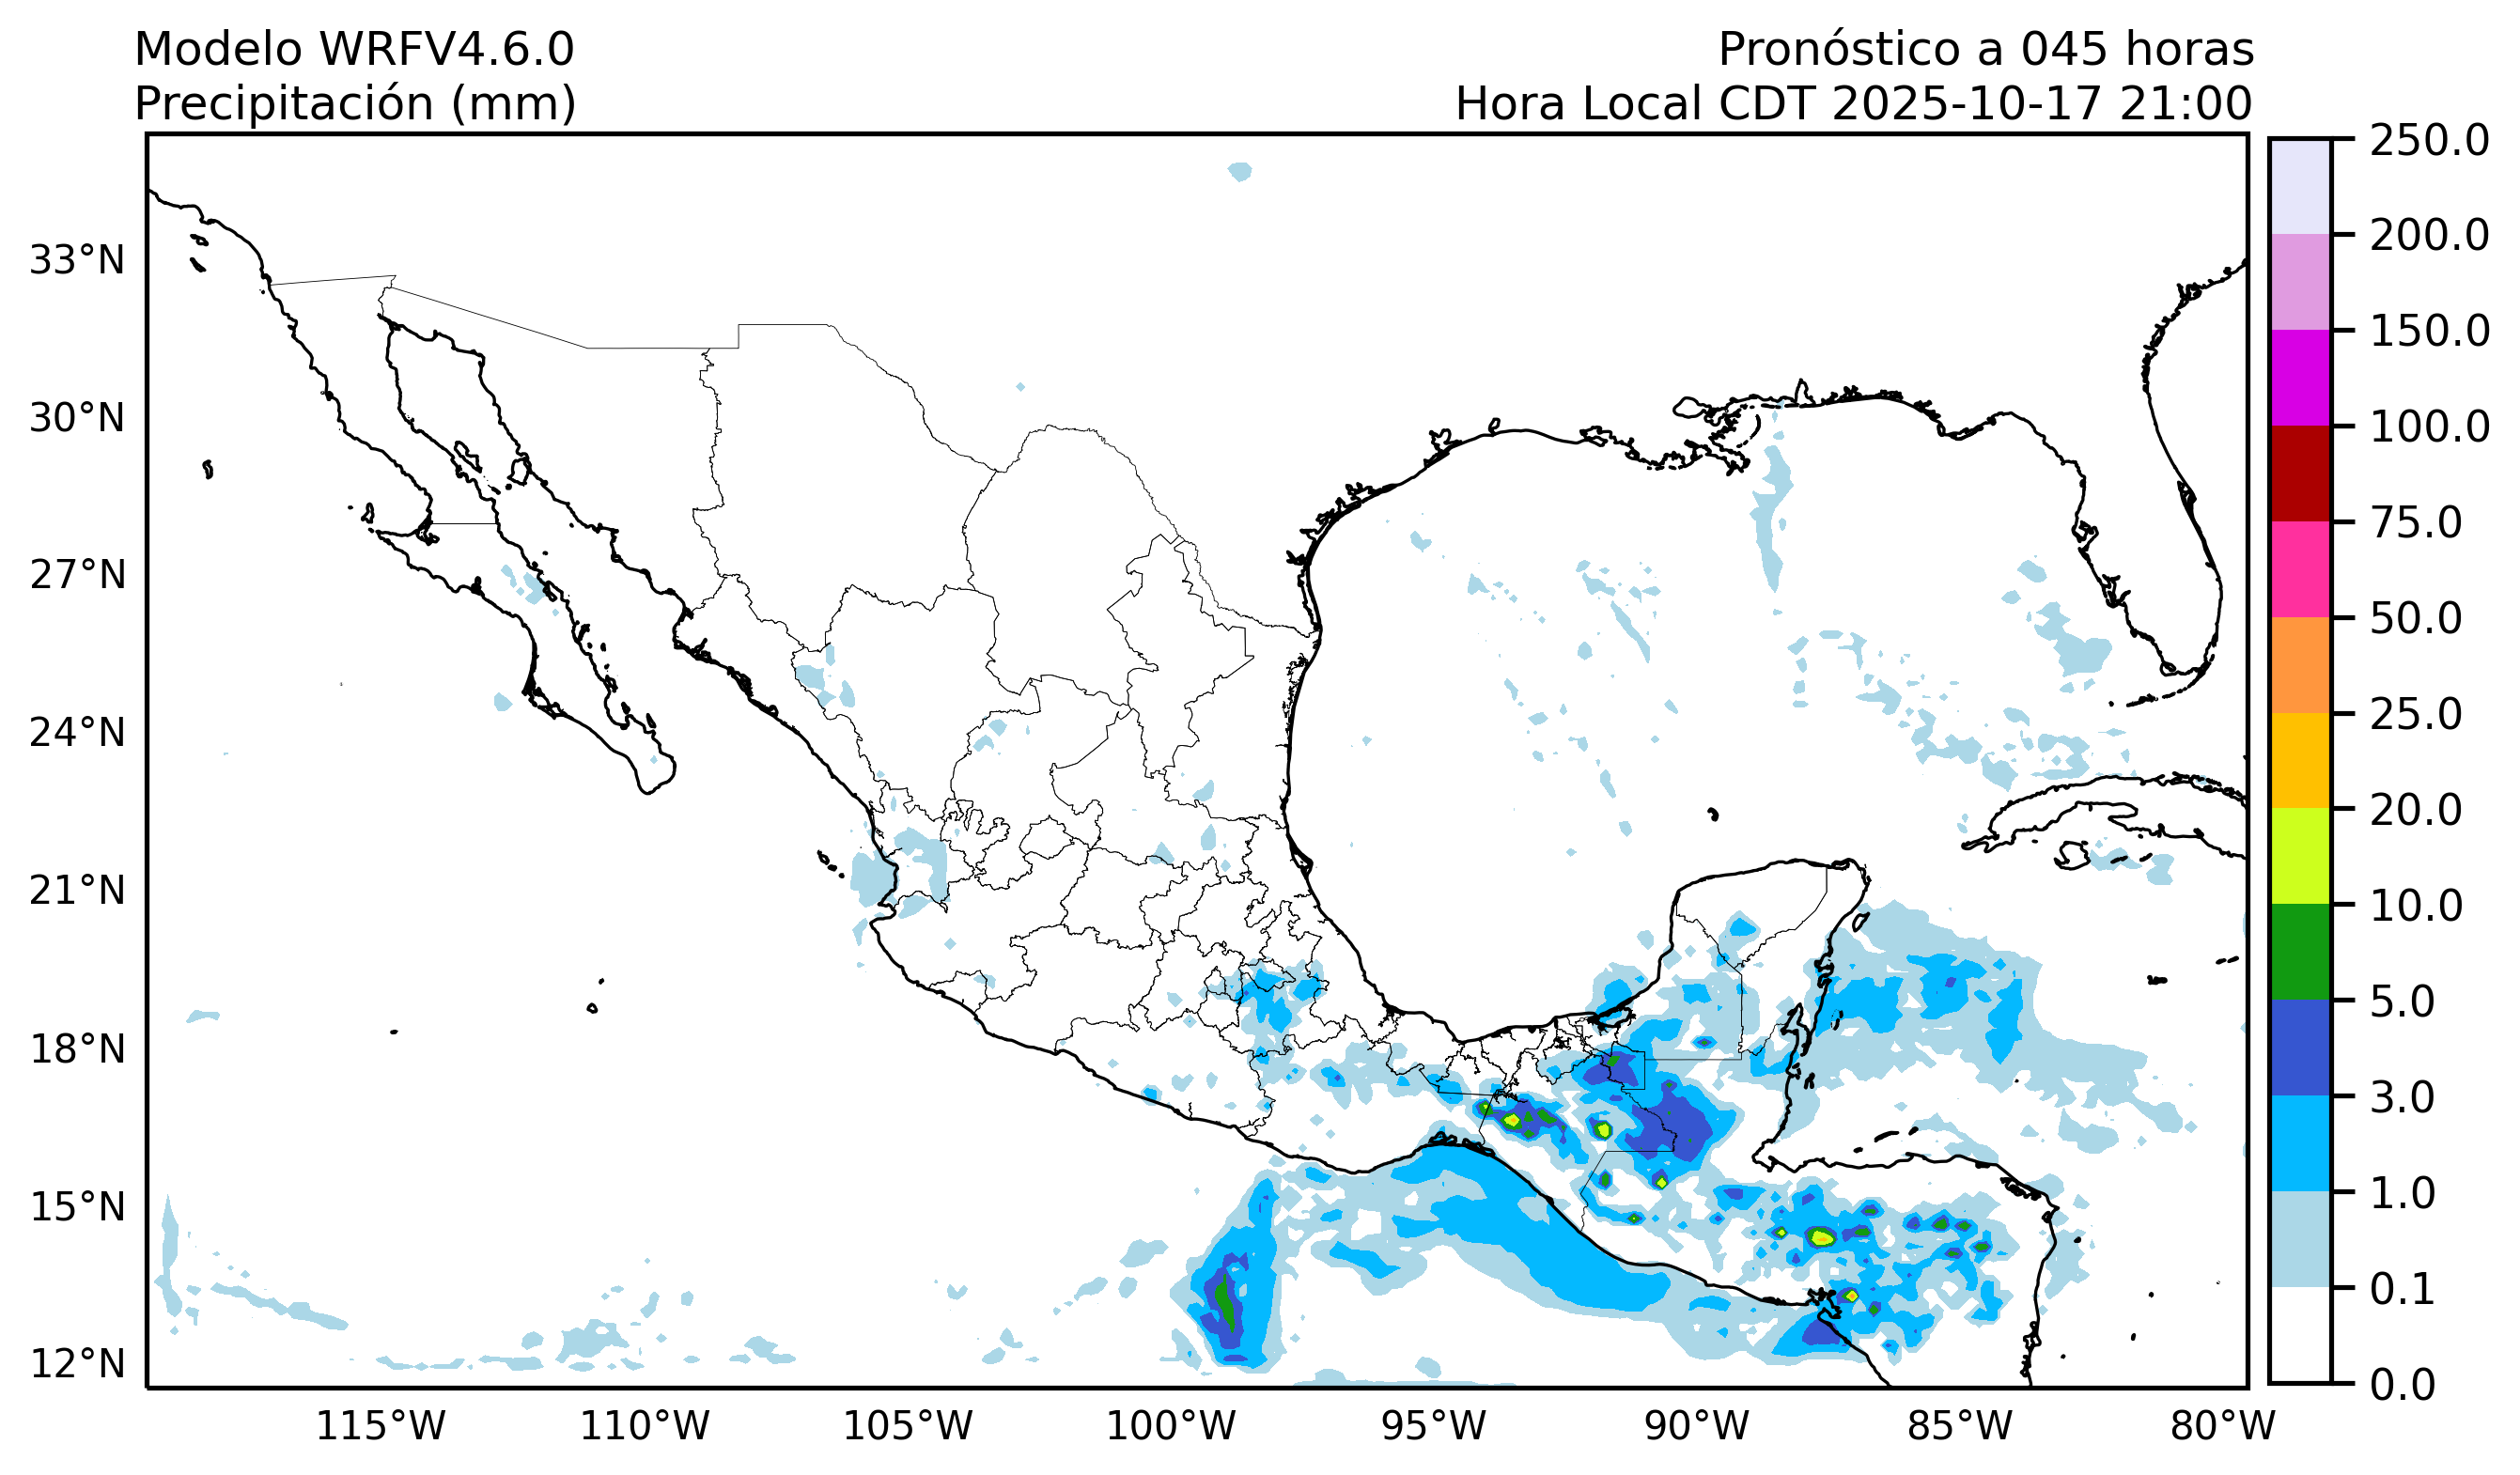 Modelo WRFV4.6.0
Precipitación (mm)
Pronóstico a 045 horas
Hora Local CDT 2025-10-17 21:00
33°N
30°N
27°N
24°N
21°N
18°N
15°N
12°N
115°W
110°W
105°W
100°W
95°W
90°W
85°W
80°W
250.0
200.0
150.0
100.0
75.0
50.0
25.0
20.0
10.0
5.0
3.0
1.0
0.1
0.0